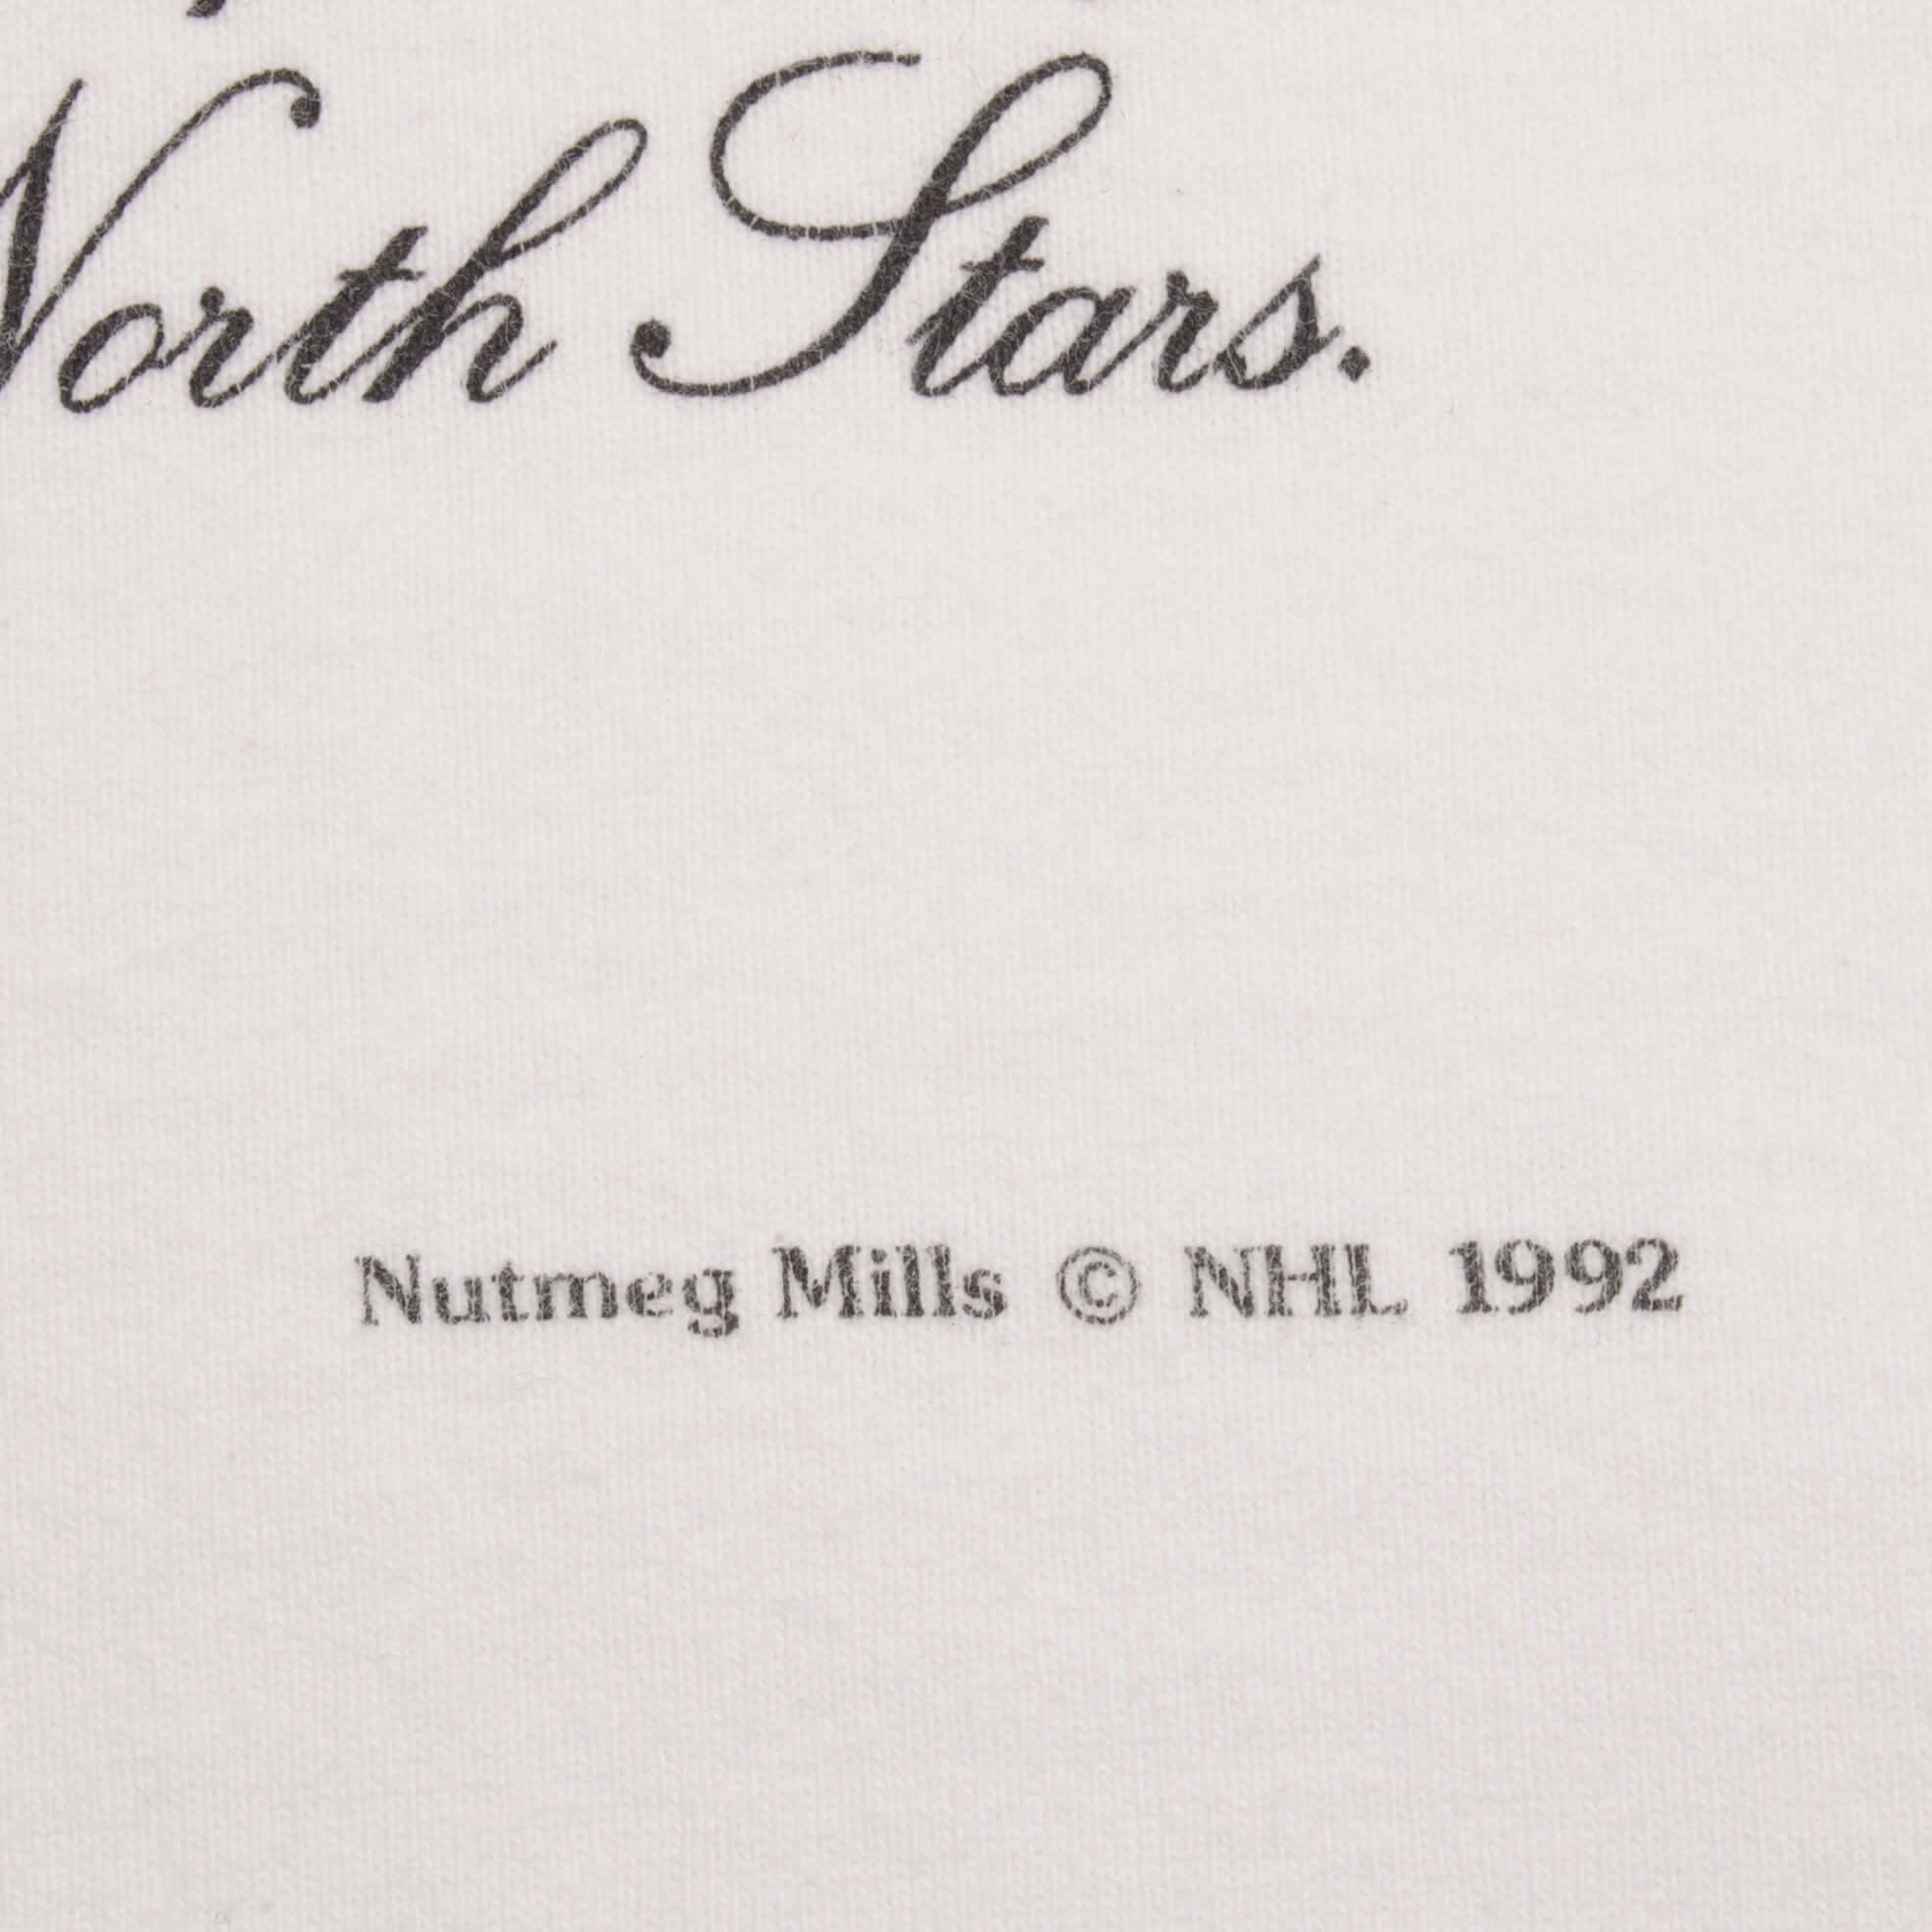 North Stars.
Nutmeg Mills © NHL 1992